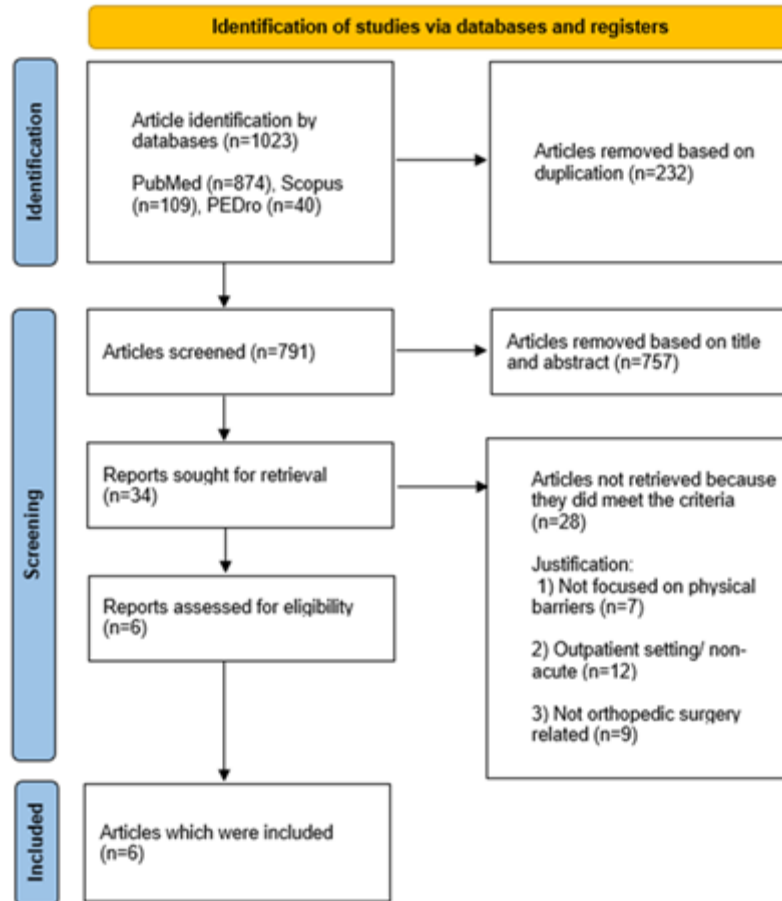 Identification of studies via databases and registers
Identification
Article identification by
databases (n=1023)
PubMed (n=874), Scopus
(n=109), PEDro (n=40)
Articles removed based on
duplication (n=232)
Screening
Articles screened (n=791)
Articles removed based on title
and abstract (n=757)
Reports sought for retrieval
(n=34)
Articles not retrieved because
they did meet the criteria
(n=28)
Justification:
1) Not focused on physical
barriers (n=7)
2) Outpatient setting/ non-
acute (n=12)
3) Not orthopedic surgery
related (n=9)
Reports assessed for eligibility
(n=6)
Included
Articles which were included
(n=6)